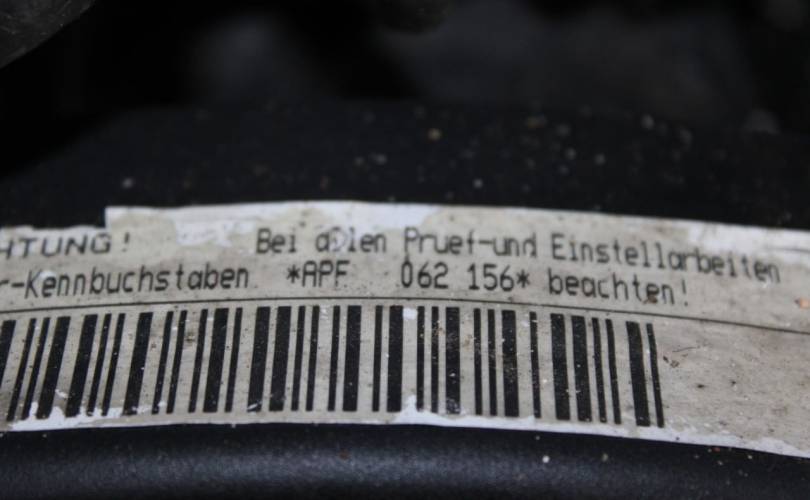 HTUNG! Bei allen Pruef-und Einstellarbeiten
r-Kennbuchstaben *APF 062 156* beachten!